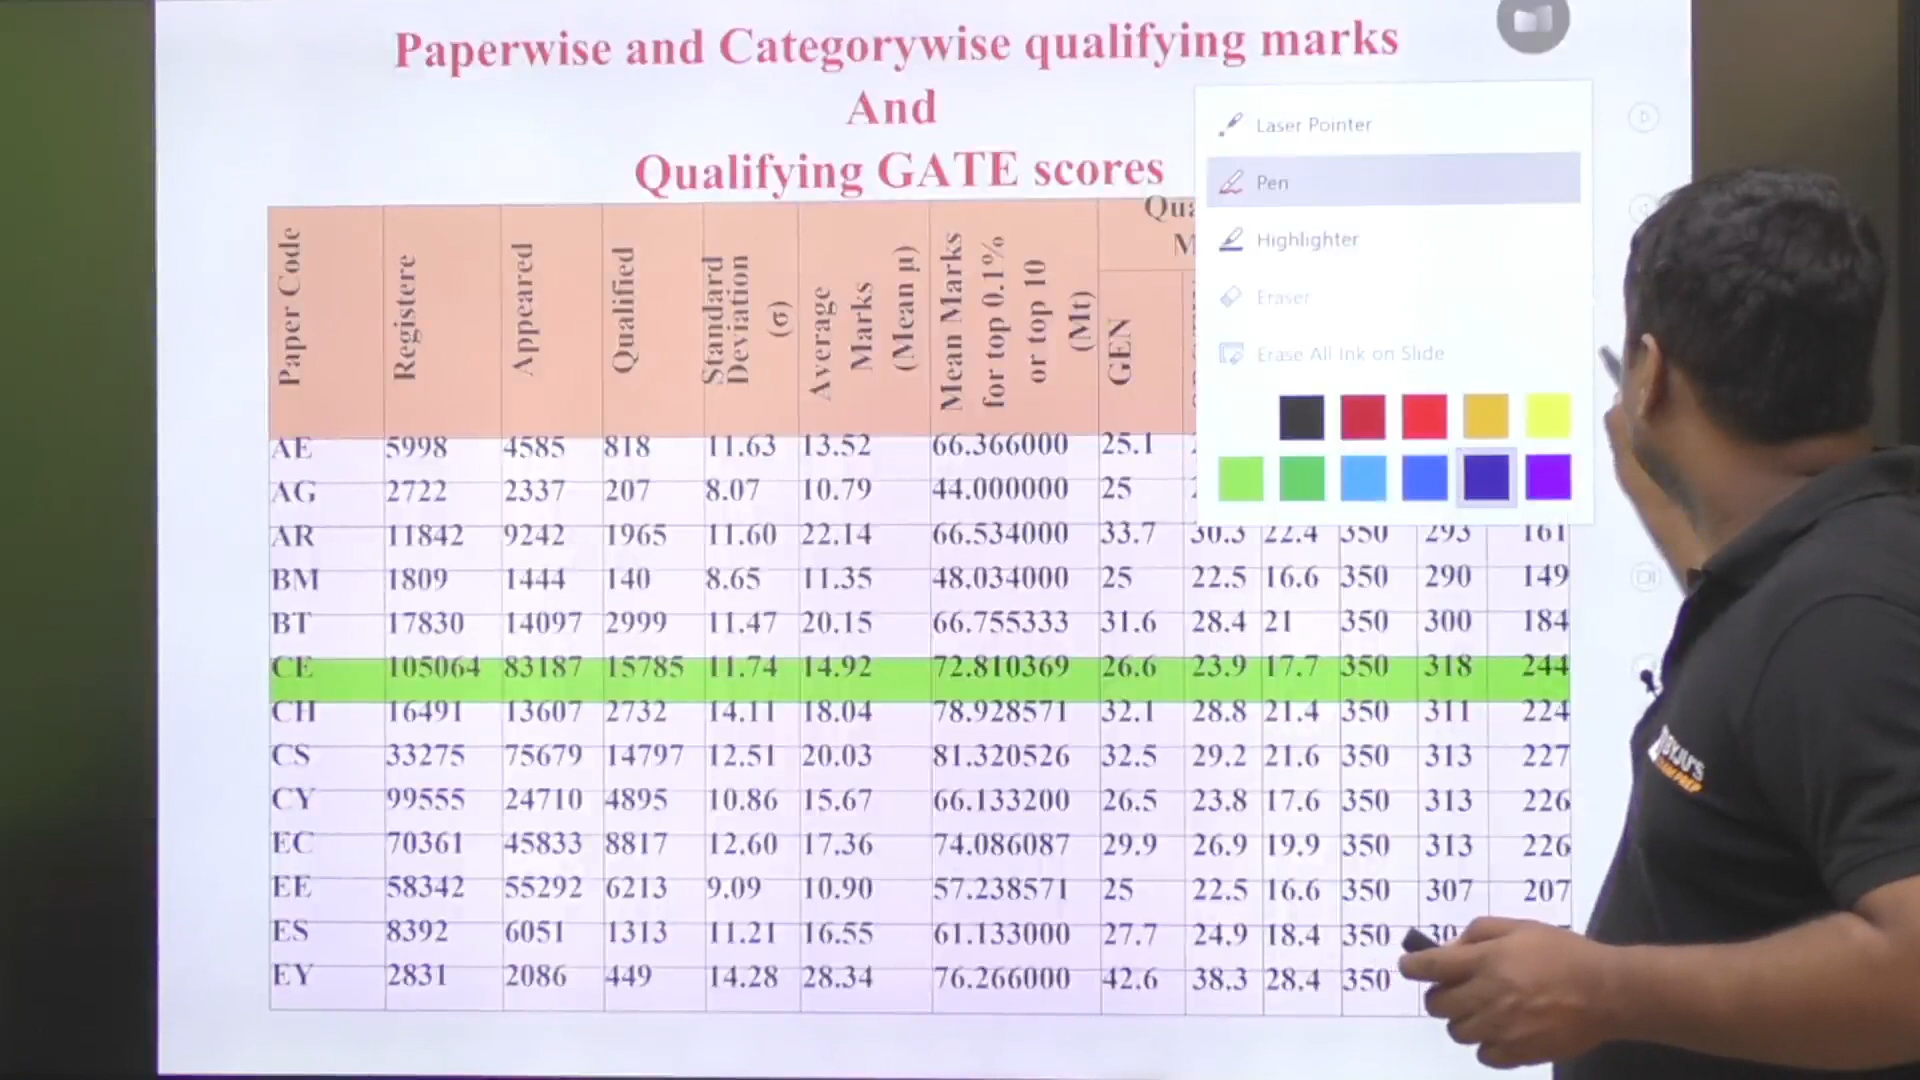 Paperwise and Categorywise qualifying marks
And
Qualifying GATE scores
Laser Pointer
Pen
Highlighter
Eraser
Erase All Ink on Slide
Paper Code Registere Appeared Qualified Standard Deviation (σ) Average Marks (Mean μ) Mean Marks for top 0.1% or top 10 (Mt) GEN
AE 5998 4585 818 11.63 13.52 66.366000 25.1
AG 2722 2337 207 8.07 10.79 44.000000 25
AR 11842 9242 1965 11.60 22.14 66.534000 33.7 30.3 22.4 350 293 161
BM 1809 1444 140 8.65 11.35 48.034000 25 22.5 16.6 350 290 149
BT 17830 14097 2999 11.47 20.15 66.755333 31.6 28.4 21 350 300 184
CE 105064 83187 15785 11.74 14.92 72.810369 26.6 23.9 17.7 350 318 244
CH 16491 13607 2732 14.11 18.04 78.928571 32.1 28.8 21.4 350 311 224
CS 33275 75679 14797 12.51 20.03 81.320526 32.5 29.2 21.6 350 313 227
CY 99555 24710 4895 10.86 15.67 66.133200 26.5 23.8 17.6 350 313 226
EC 70361 45833 8817 12.60 17.36 74.086087 29.9 26.9 19.9 350 313 226
EE 58342 55292 6213 9.09 10.90 57.238571 25 22.5 16.6 350 307 207
ES 8392 6051 1313 11.21 16.55 61.133000 27.7 24.9 18.4 350
EY 2831 2086 449 14.28 28.34 76.266000 42.6 38.3 28.4 350
BYJU'S